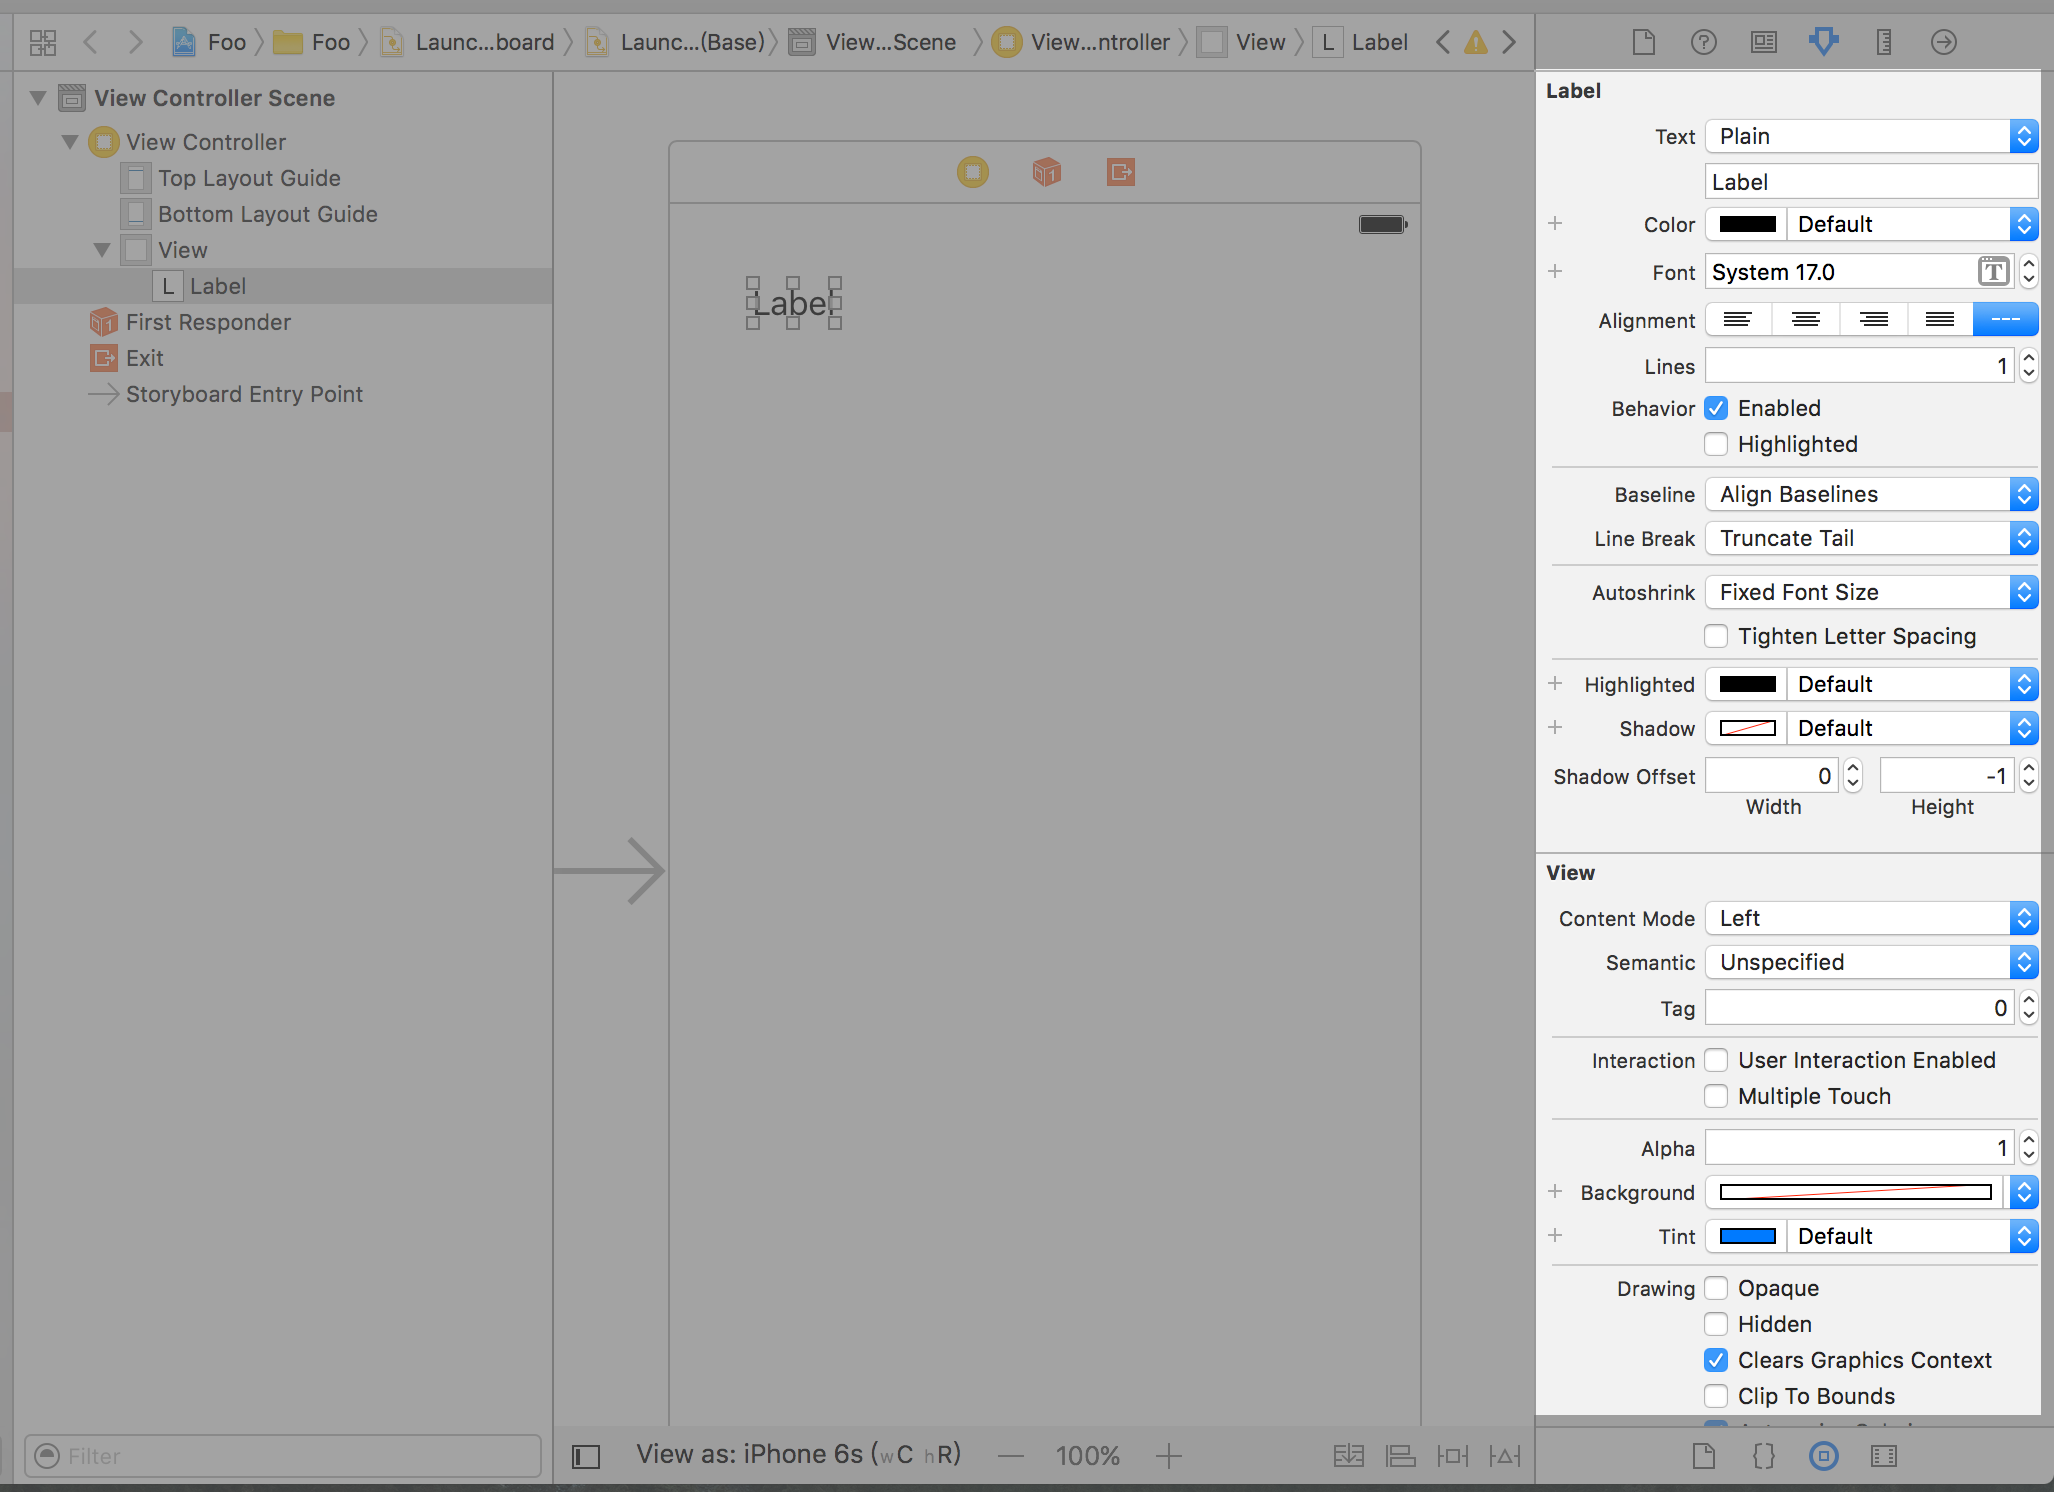 Foo Foo Launc...board Launc...(Base) View...Scene View...ntroller View L Label
View Controller Scene
View Controller
Top Layout Guide
Bottom Layout Guide
View
L Label
First Responder
Exit
Storyboard Entry Point
Filter
Label
View as: iPhone 6s (wC hR)
100%
Label
Text Plain
Label
Color Default
Font System 17.0 T
Alignment
Lines 1
Behavior Enabled
Highlighted
Baseline Align Baselines
Line Break Truncate Tail
Autoshrink Fixed Font Size
Tighten Letter Spacing
Highlighted Default
Shadow Default
Shadow Offset 0 -1
Width Height
View
Content Mode Left
Semantic Unspecified
Tag 0
Interaction User Interaction Enabled
Multiple Touch
Alpha 1
Background
Tint Default
Drawing Opaque
Hidden
Clears Graphics Context
Clip To Bounds